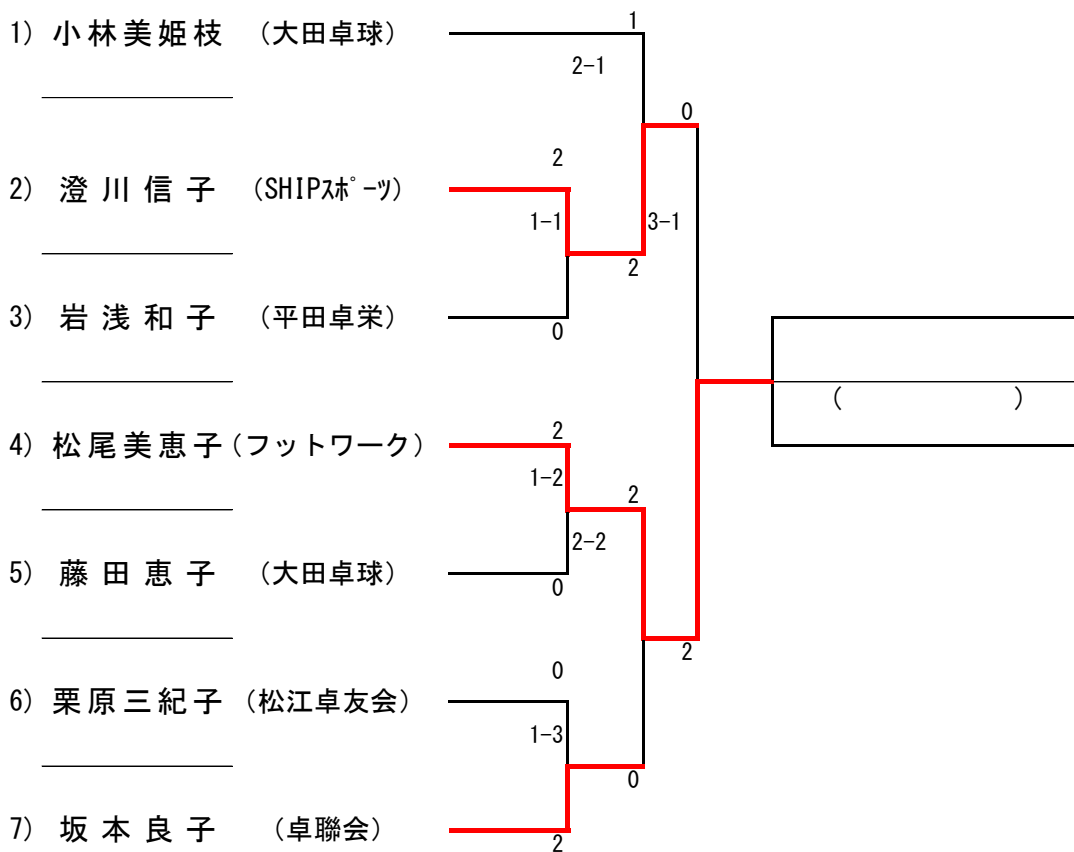 1
1) 小林美姫枝 (大田卓球)
2-1
0
2
2) 澄川信子 (SHIPｽﾎﾟｰﾂ)
1-1 3-1
2
3) 岩浅和子 (平田卓栄)
0
( )
2
4) 松尾美恵子(フットワーク)
1-2 2
2-2
5) 藤田恵子 (大田卓球)
0
2
0
6) 栗原三紀子 (松江卓友会)
1-3
0
7) 坂本良子 (卓聯会)
2